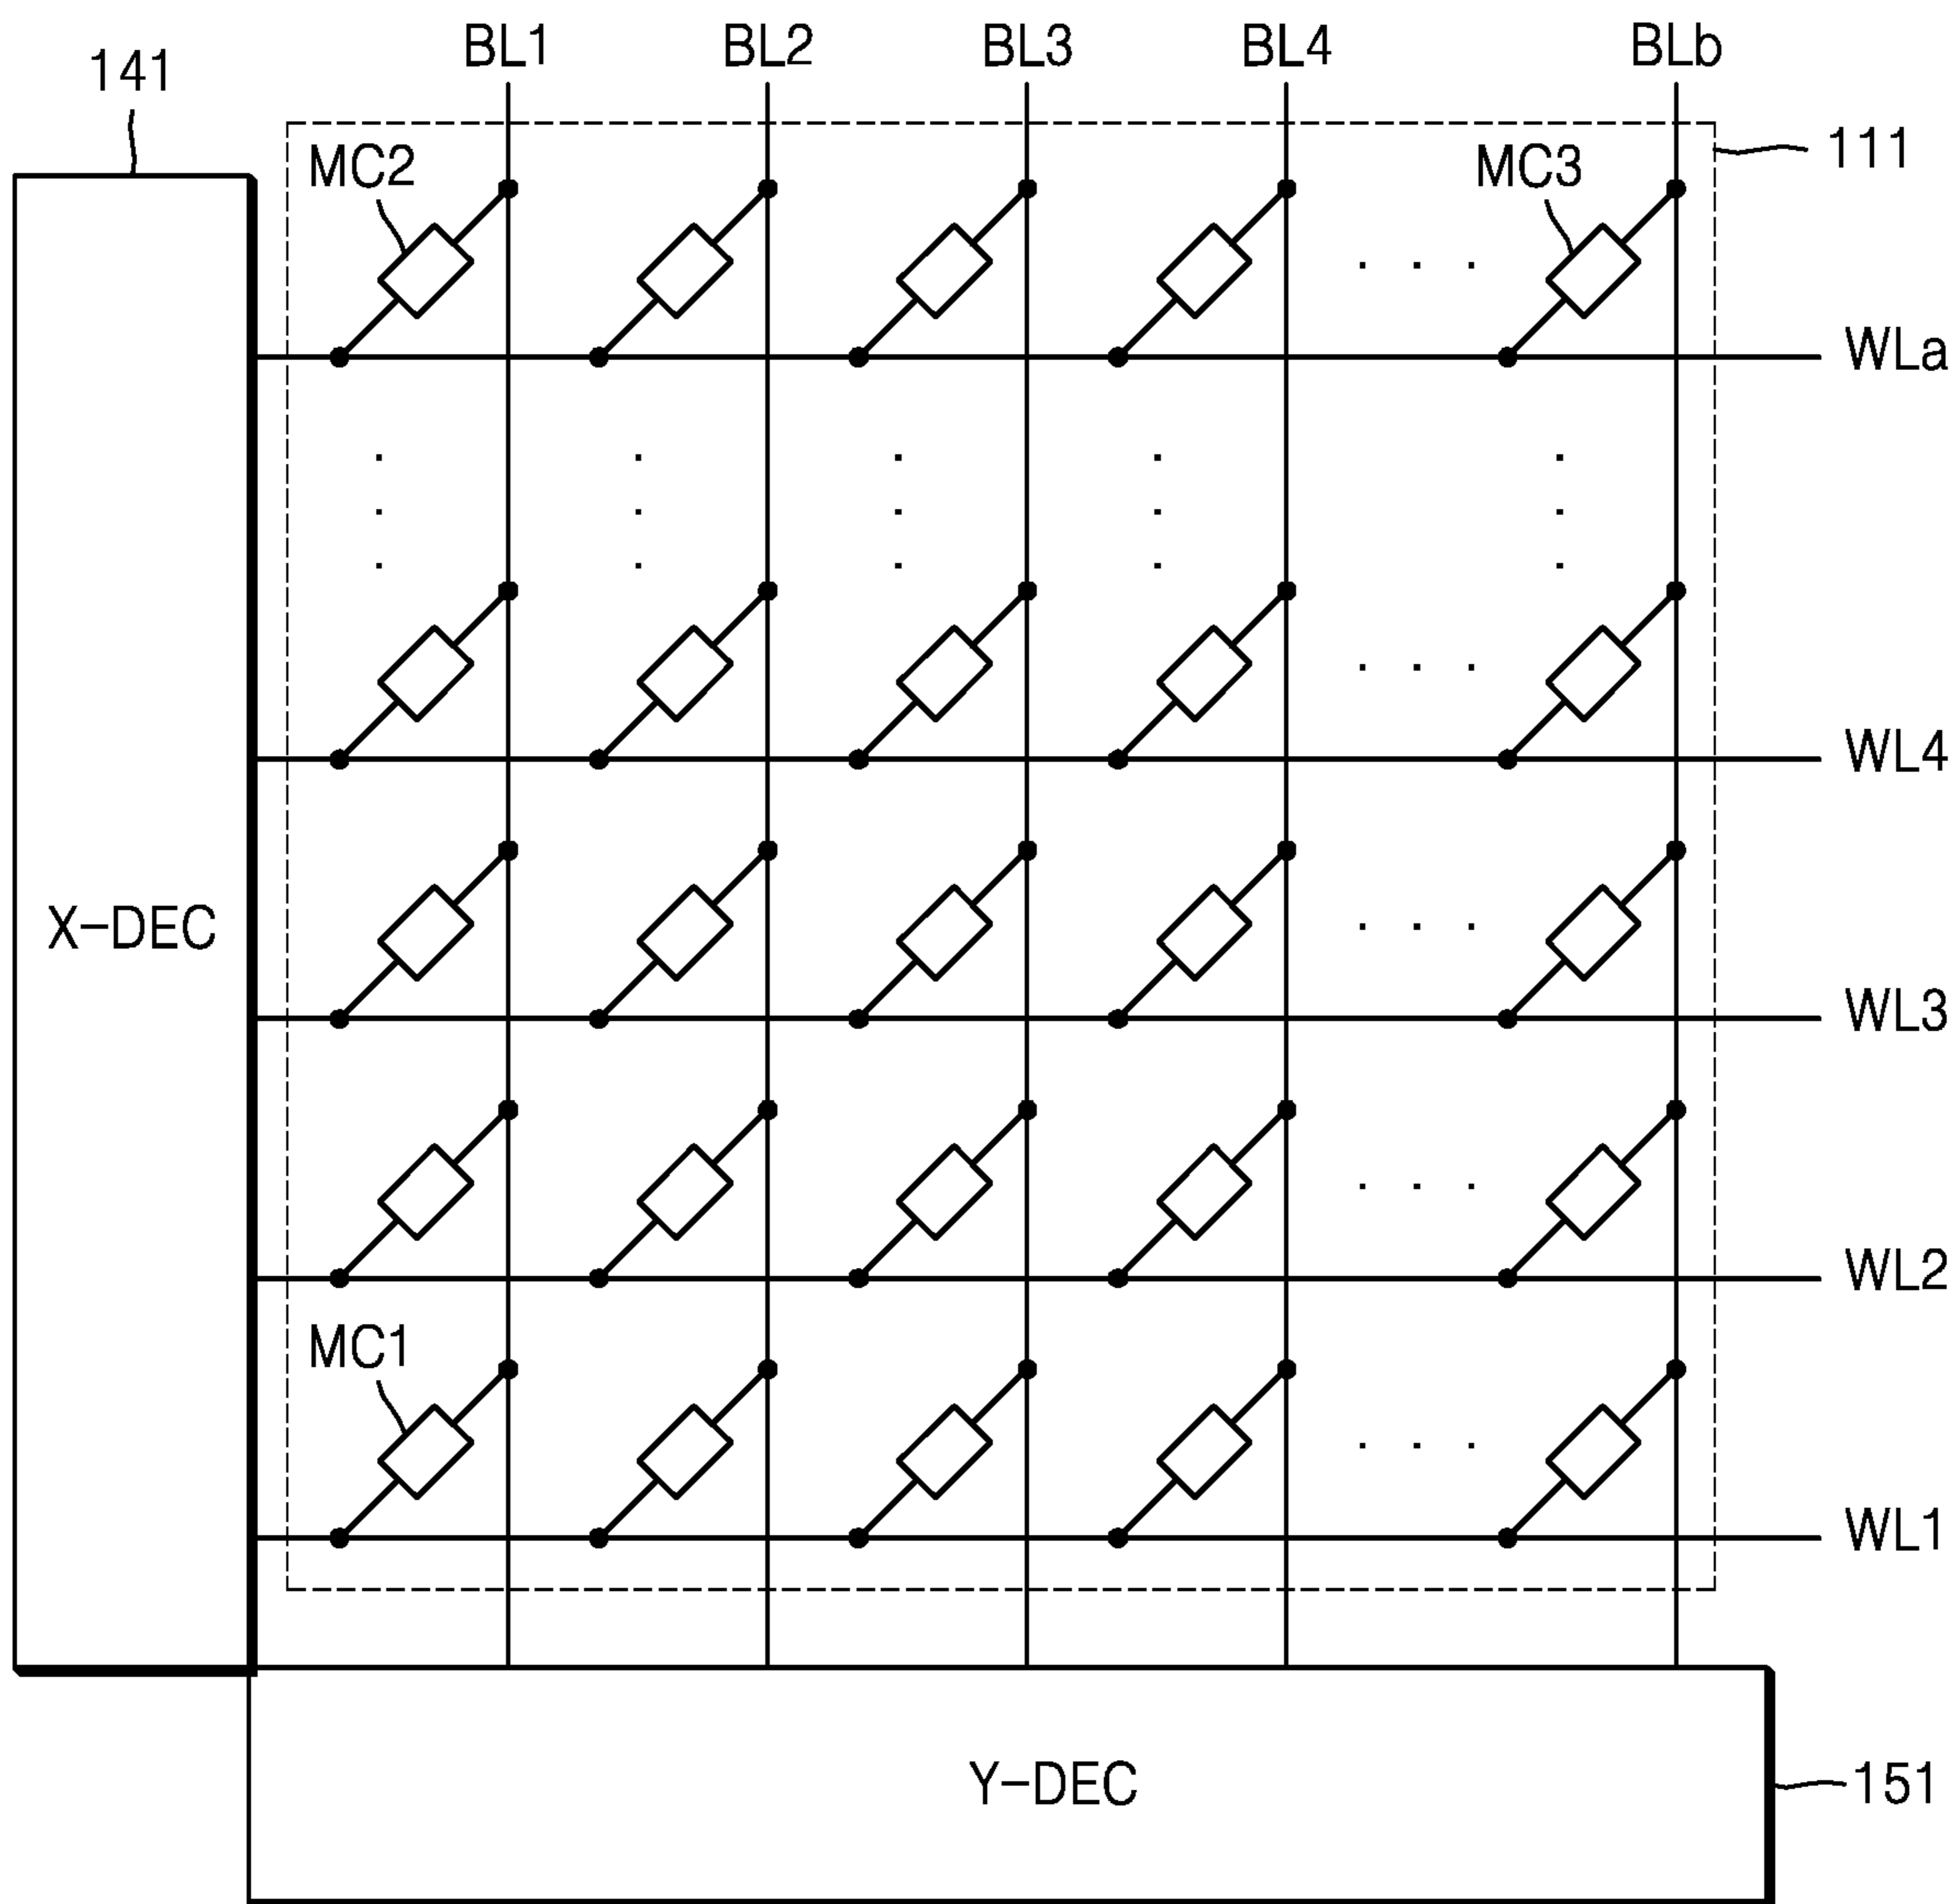 141
BL1 BL2 BL3 BL4 BLb
MC2 MC3 111
WLa
WL4
X-DEC
WL3
WL2
MC1
WL1
Y-DEC 151